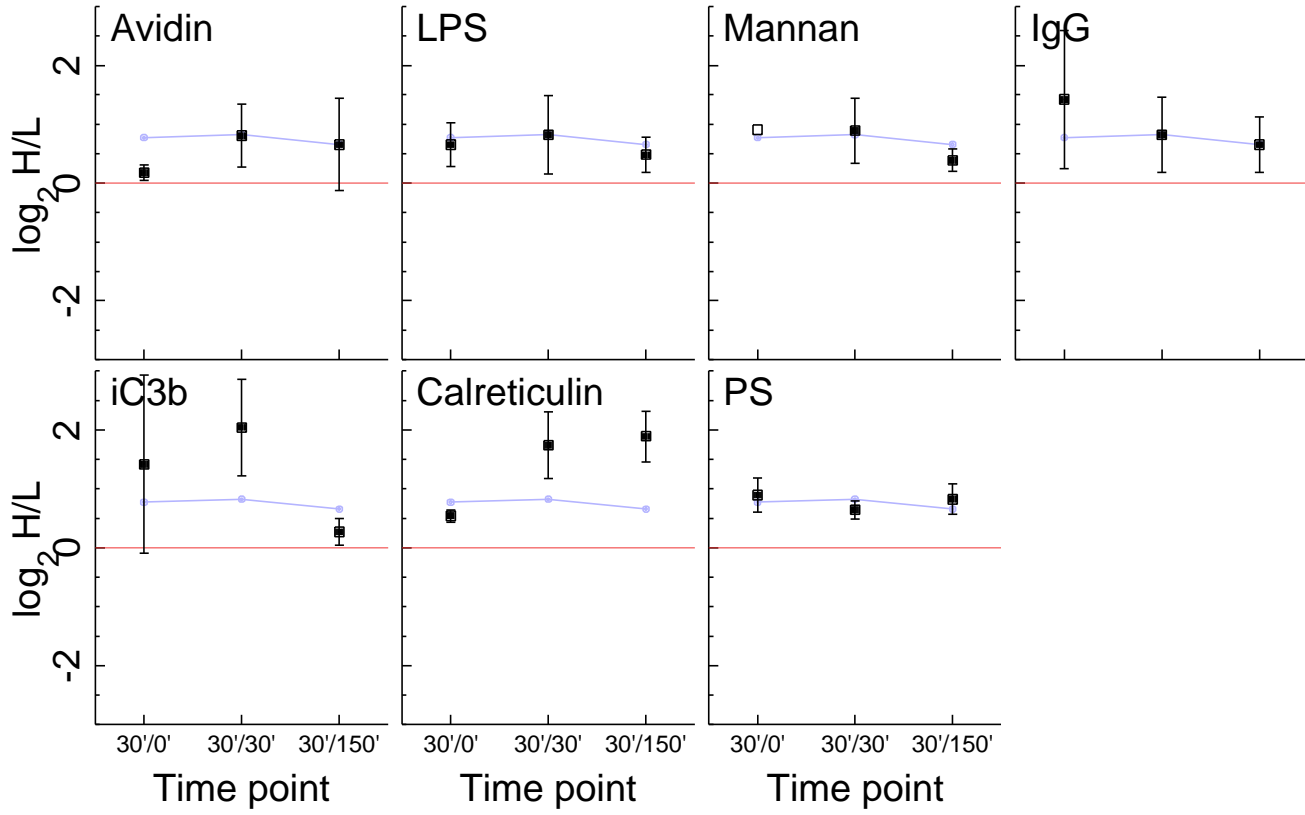 Avidin
LPS
Mannan
IgG
log2 H/L
2
0
-2
iC3b
Calreticulin
PS
log2 H/L
2
0
-2
30'/0' 30'/30' 30'/150'
30'/0' 30'/30' 30'/150'
30'/0' 30'/30' 30'/150'
Time point
Time point
Time point